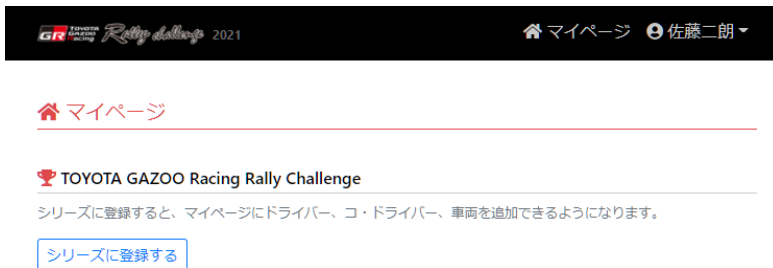 GR TOYOTA GAZOO Racing Rally challenge 2021
マイページ 佐藤二朗
マイページ
TOYOTA GAZOO Racing Rally Challenge
シリーズに登録すると、マイページにドライバー、コ・ドライバー、車両を追加できるようになります。
シリーズに登録する